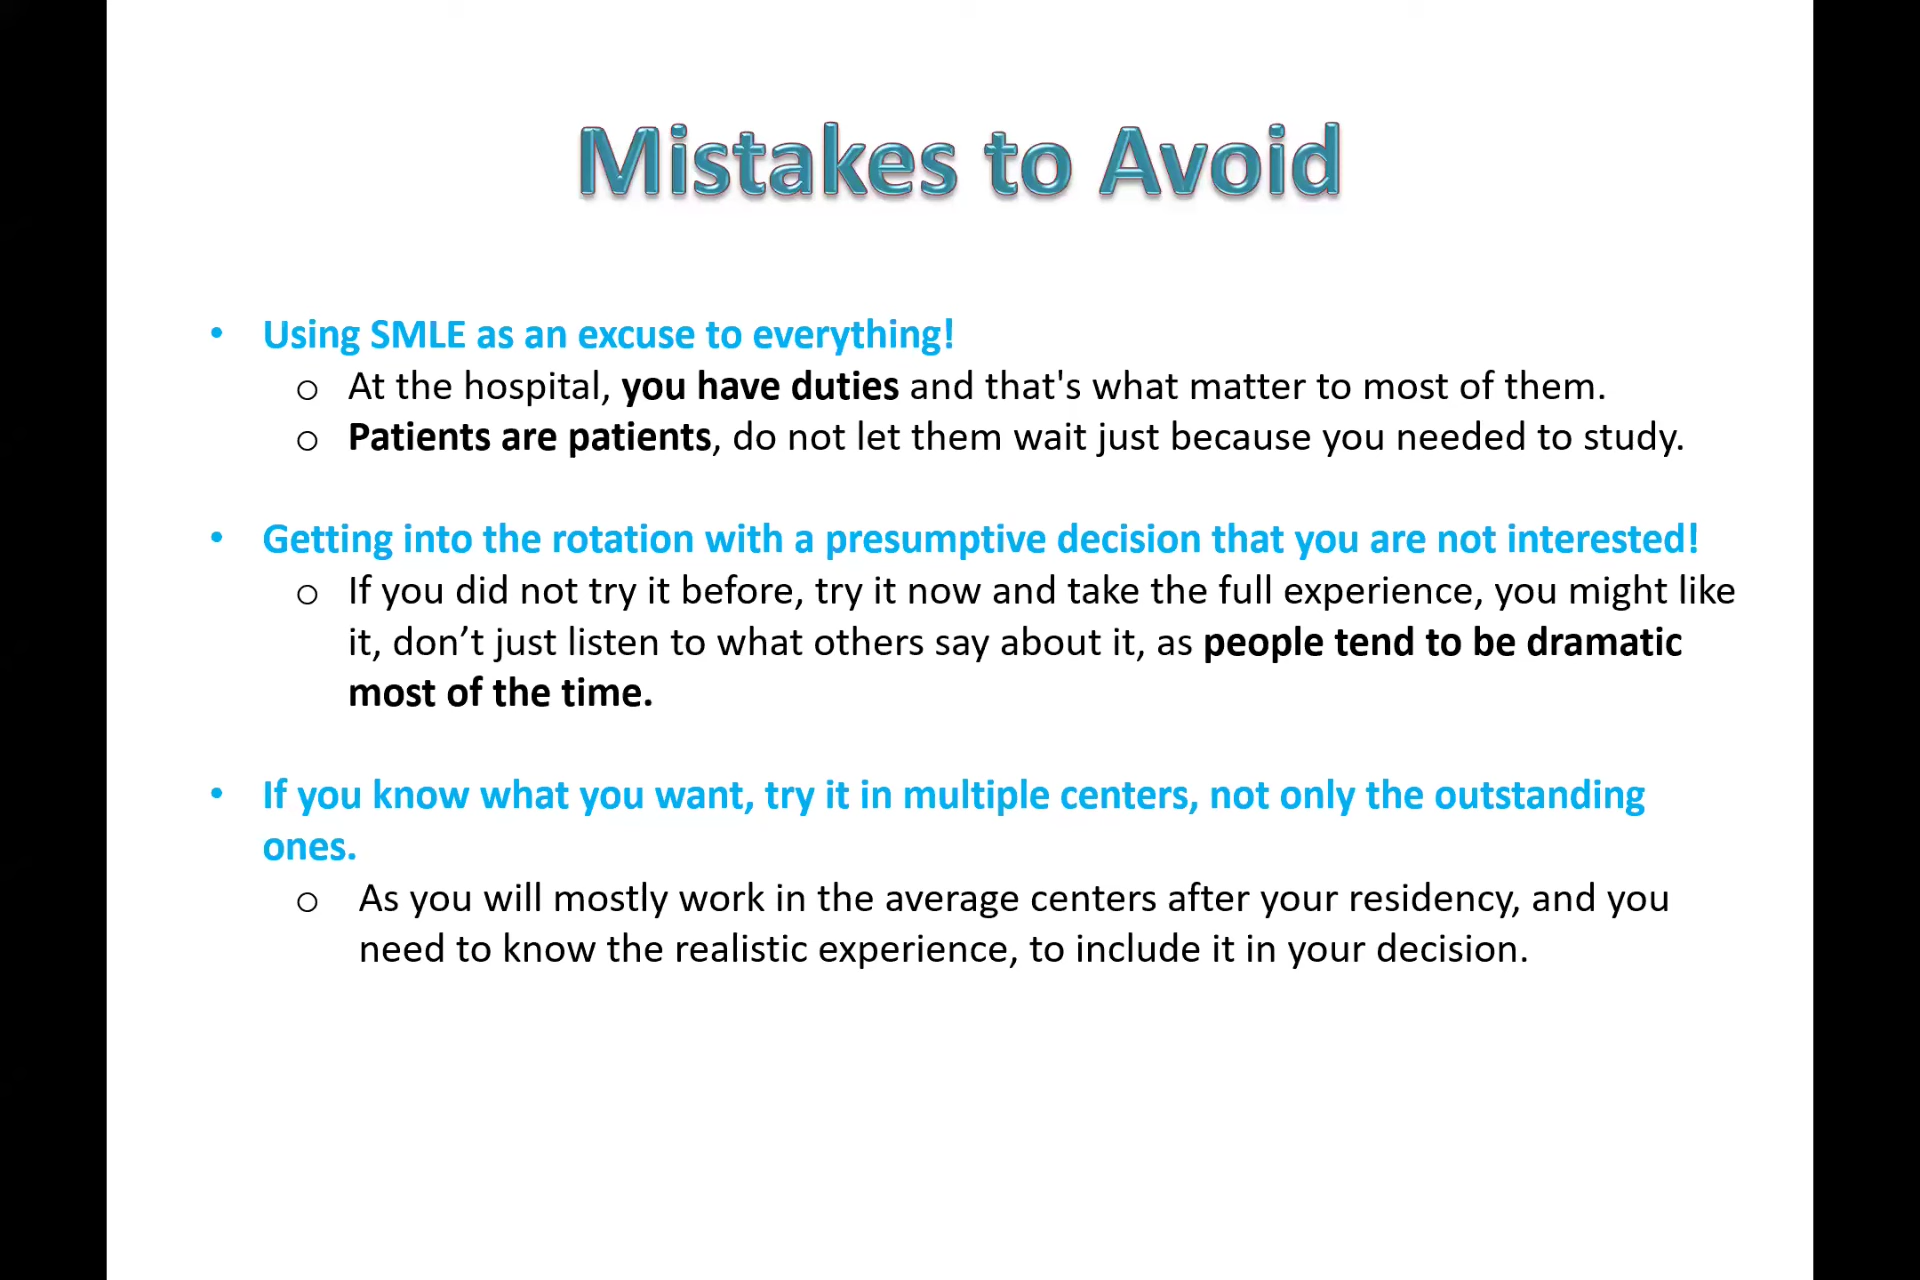 Mistakes to Avoid
• Using SMLE as an excuse to everything!
o At the hospital, you have duties and that's what matter to most of them.
o Patients are patients, do not let them wait just because you needed to study.
• Getting into the rotation with a presumptive decision that you are not interested!
o If you did not try it before, try it now and take the full experience, you might like
it, don’t just listen to what others say about it, as people tend to be dramatic
most of the time.
• If you know what you want, try it in multiple centers, not only the outstanding
ones.
o As you will mostly work in the average centers after your residency, and you
need to know the realistic experience, to include it in your decision.